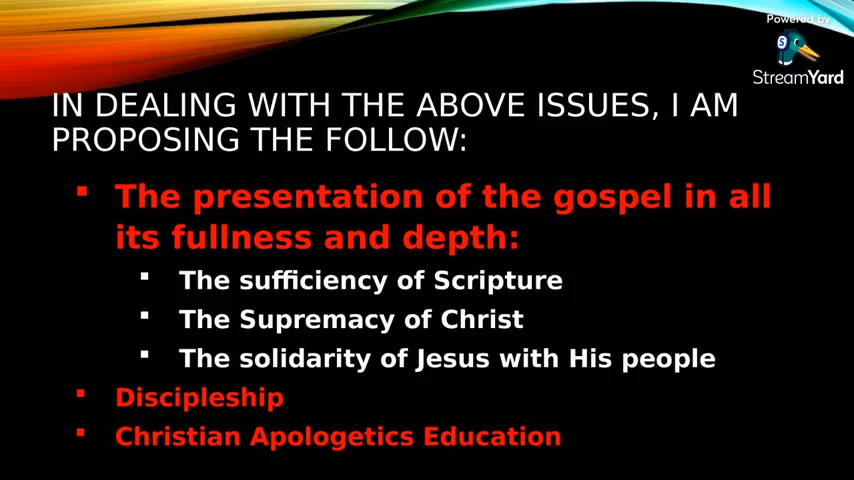 Powered by
StreamYard
IN DEALING WITH THE ABOVE ISSUES, I AM
PROPOSING THE FOLLOW:
The presentation of the gospel in all
its fullness and depth:
The sufficiency of Scripture
The Supremacy of Christ
The solidarity of Jesus with His people
Discipleship
Christian Apologetics Education